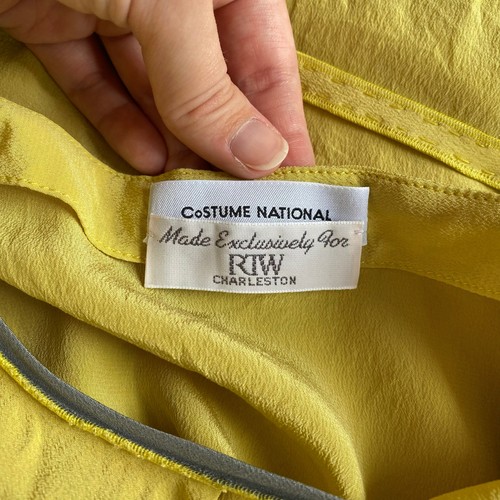 CoSTUME NATIONAL
Made Exclusively For
RTW
CHARLESTON